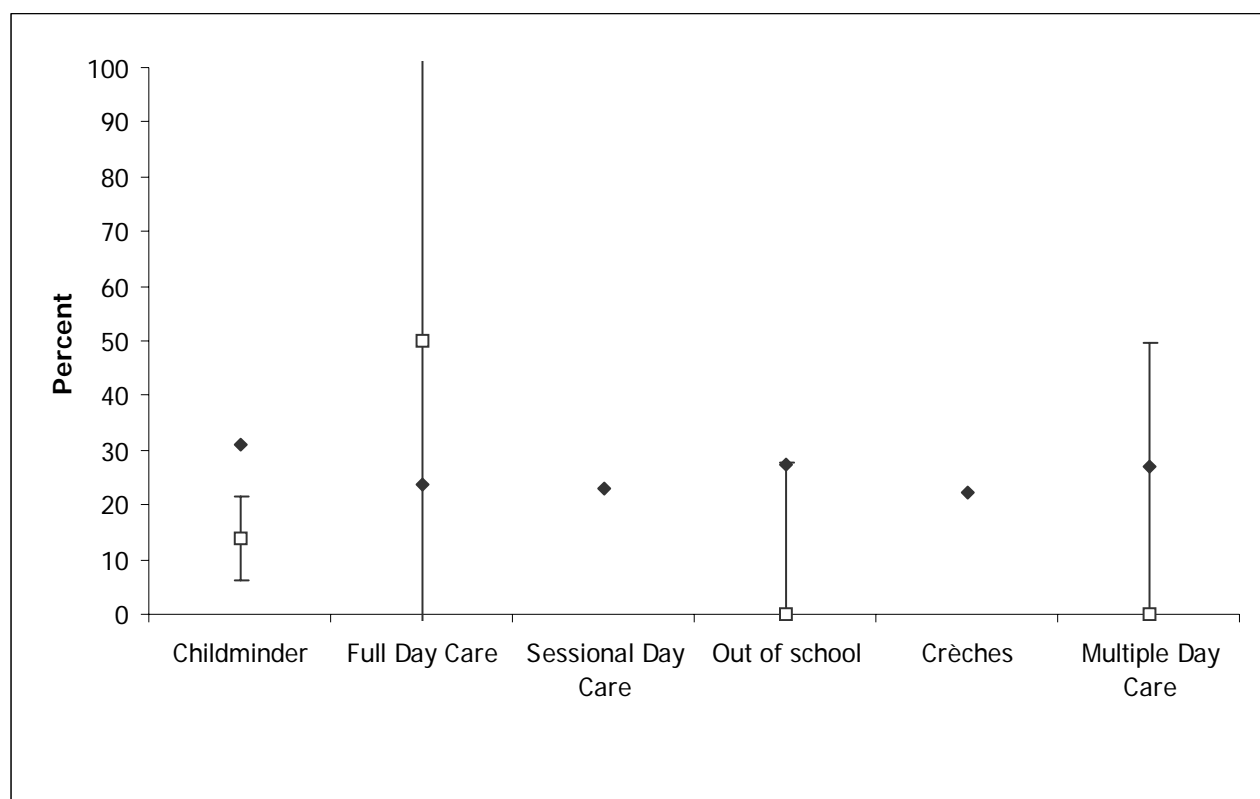 100
90
80
70
60
50
40
30
20
10
0
Percent
Childminder
Full Day Care
Sessional Day
Care
Out of school
Crèches
Multiple Day
Care